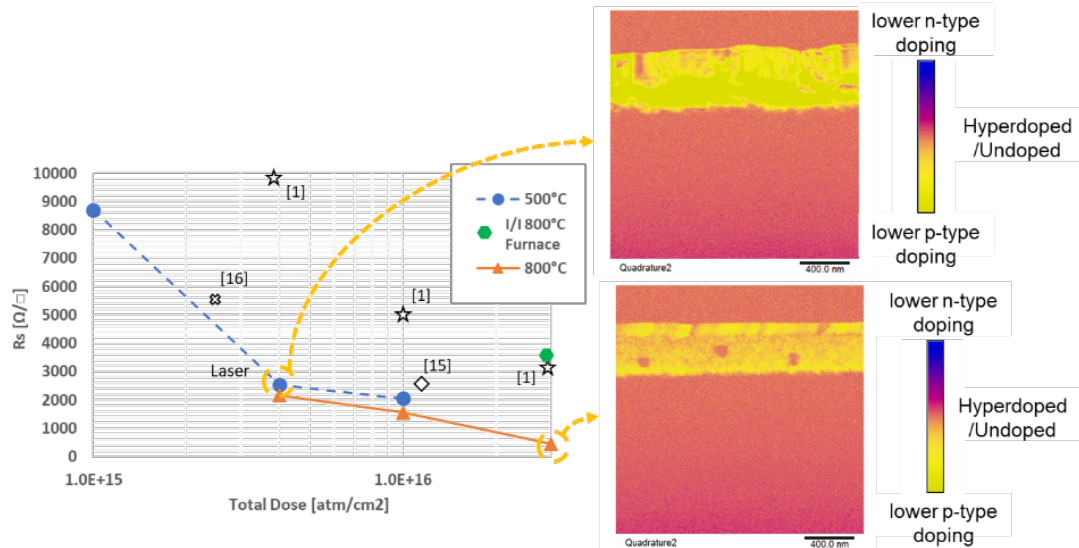 lower n-type
doping
Hyperdoped
/Undoped
lower p-type
doping
Quadrature2
400.0 nm
10000
9000
8000
7000
6000
5000
4000
3000
2000
1000
0
Rs [Ω/□]
1.0E+15
1.0E+16
Total Dose [atm/cm2]
[1]
[16]
[1]
[15]
[1]
Laser
500°C
I/I 800°C
Furnace
800°C
lower n-type
doping
Hyperdoped
/Undoped
lower p-type
doping
Quadrature2
400.0 nm